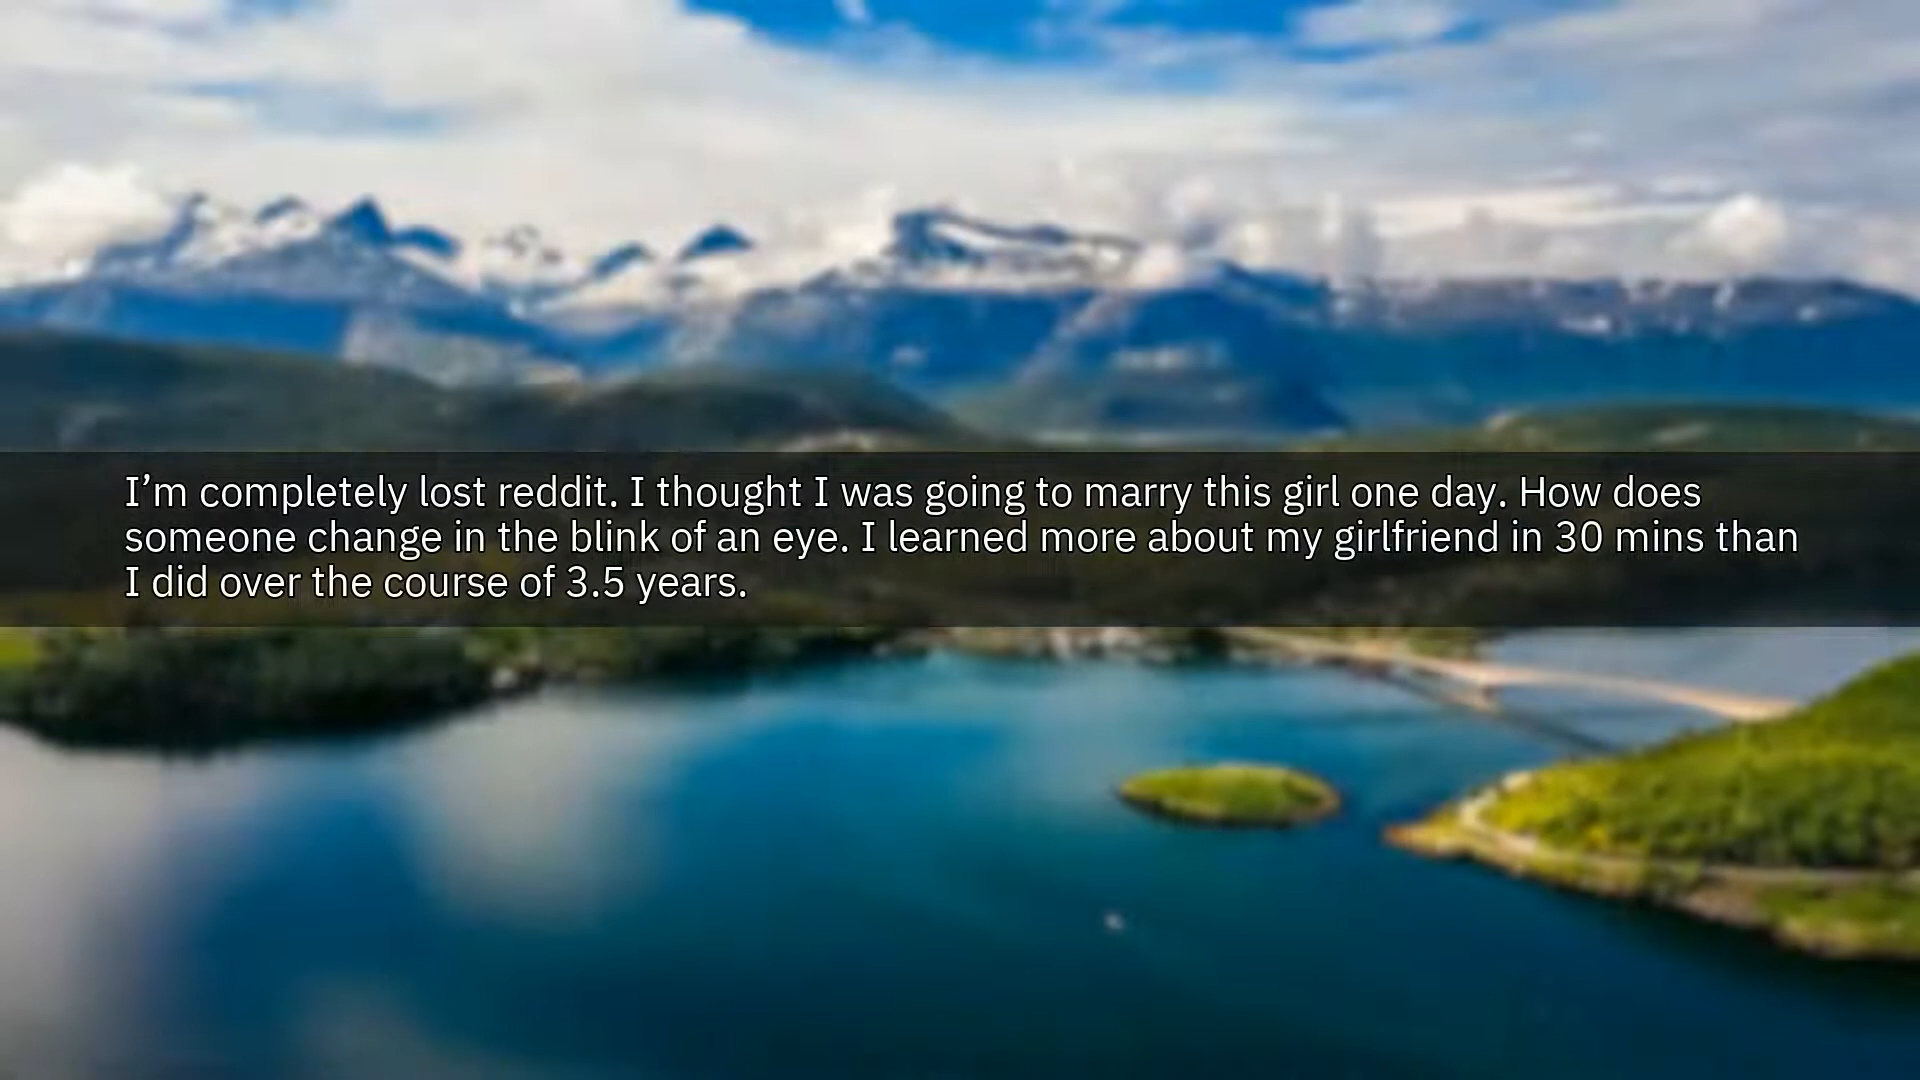 I’m completely lost reddit. I thought I was going to marry this girl one day. How does
someone change in the blink of an eye. I learned more about my girlfriend in 30 mins than
I did over the course of 3.5 years.